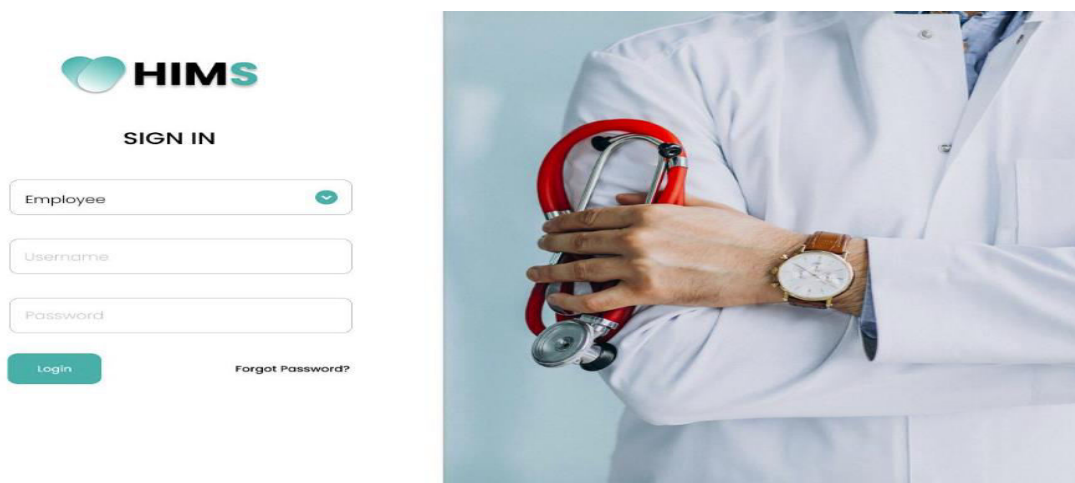 HIMS
SIGN IN
Employee
Username
Password
Login
Forgot Password?